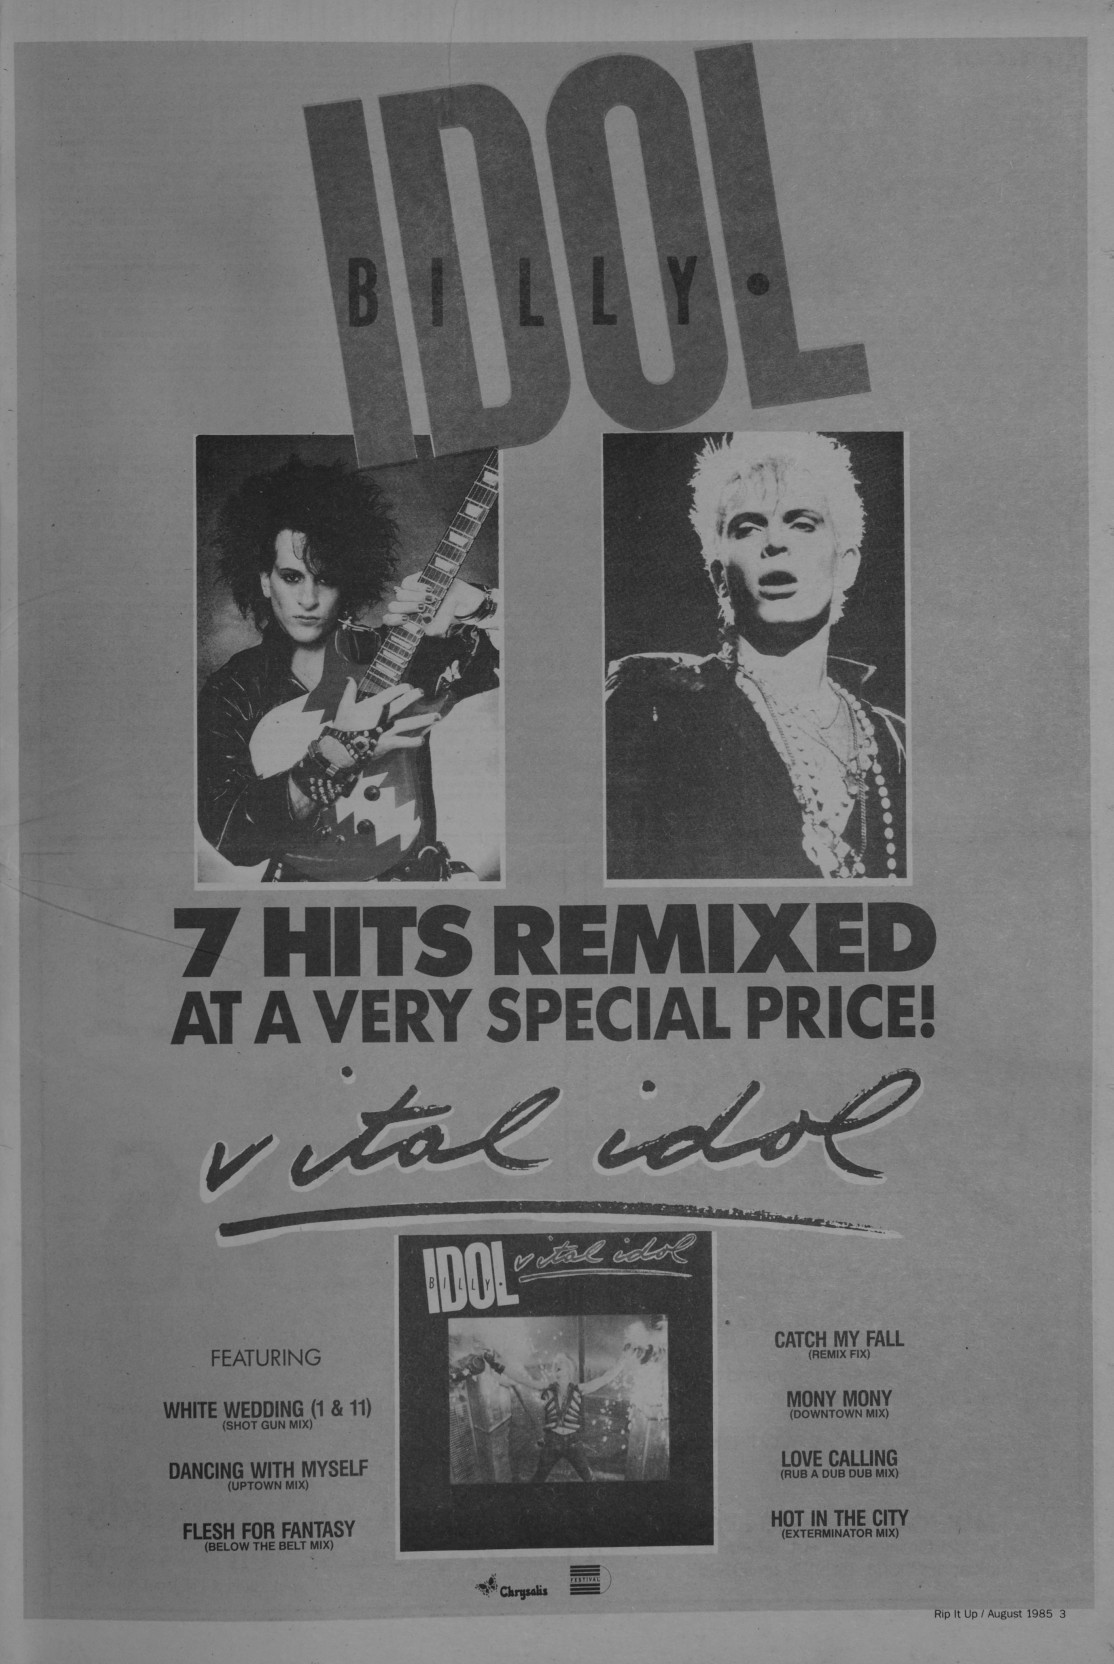 IDOL
BILLY.
7 HITS REMIXED
AT A VERY SPECIAL PRICE!
vital idol
IDOL
BILLY.
vital idol
FEATURING
WHITE WEDDING (1 & 11)
(SHOT GUN MIX)
DANCING WITH MYSELF
(UPTOWN MIX)
FLESH FOR FANTASY
(BELOW THE BELT MIX)
CATCH MY FALL
(REMIX FIX)
MONY MONY
(DOWNTOWN MIX)
LOVE CALLING
(RUB A DUB DUB MIX)
HOT IN THE CITY
(EXTERMINATOR MIX)
Chrysalis
FESTIVAL
Rip It Up / August 1985 3